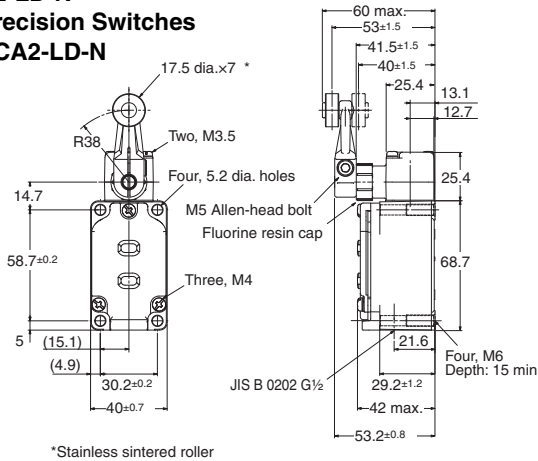 recision Switches
CA2-LD-N
60 max.
53±1.5
41.5±1.5
40±1.5
25.4
13.1
12.7
17.5 dia.×7 *
R38
Two, M3.5
Four, 5.2 dia. holes
M5 Allen-head bolt
Fluorine resin cap
14.7
25.4
58.7±0.2
68.7
Three, M4
5
(15.1)
(4.9)
30.2±0.2
40±0.7
JIS B 0202 G½
21.6
Four, M6
Depth: 15 min
29.2±1.2
42 max.
53.2±0.8
*Stainless sintered roller